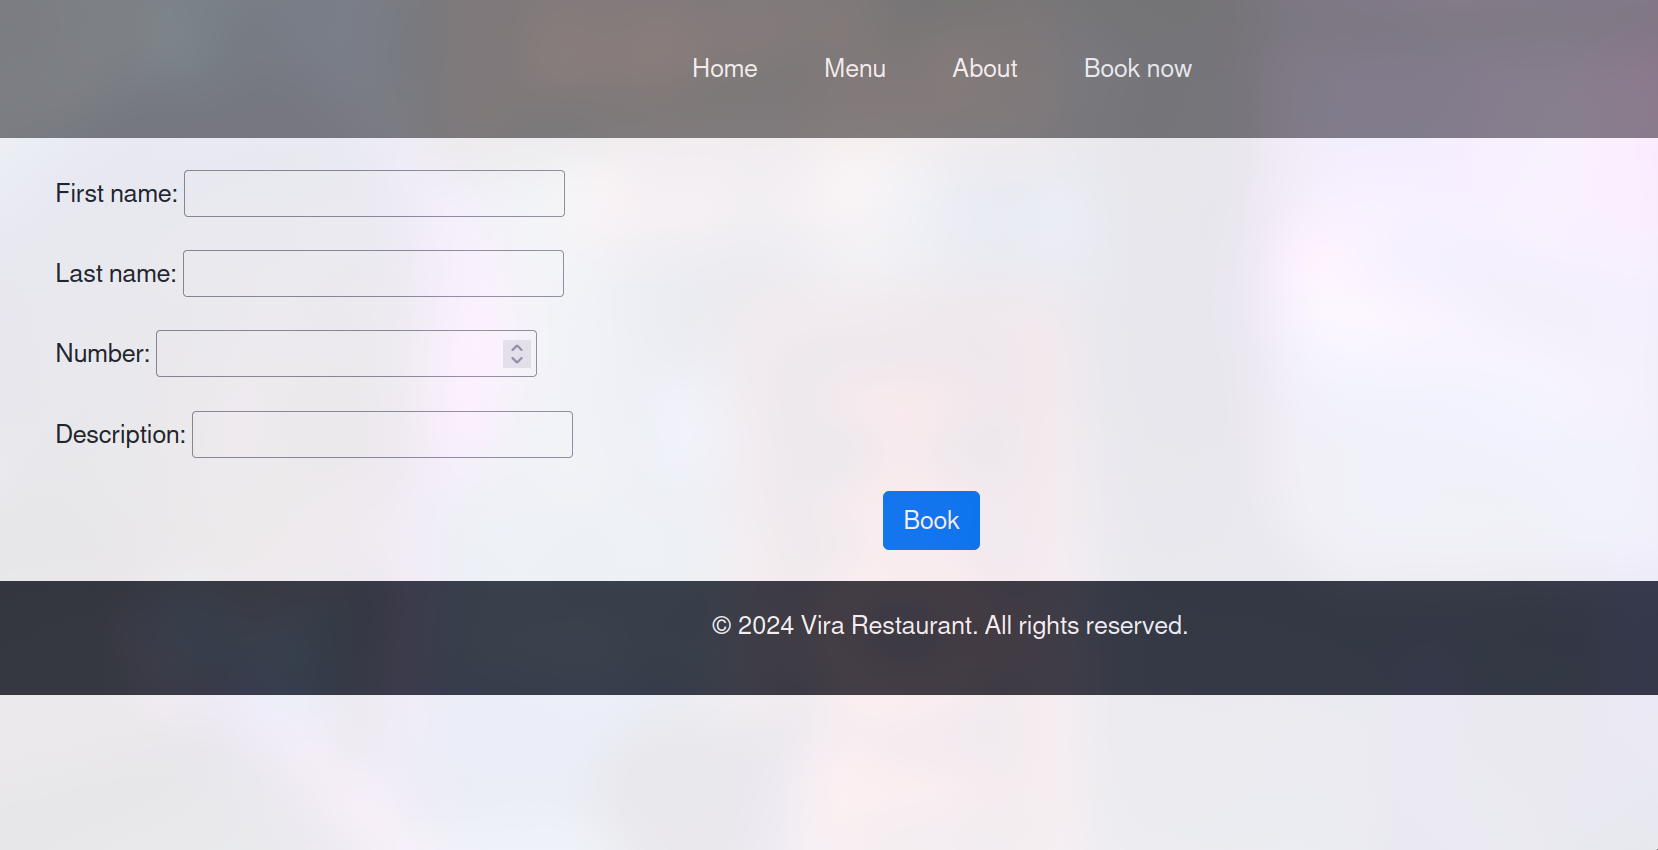 Home Menu About Book now
First name:
Last name:
Number:
Description:
Book
© 2024 Vira Restaurant. All rights reserved.